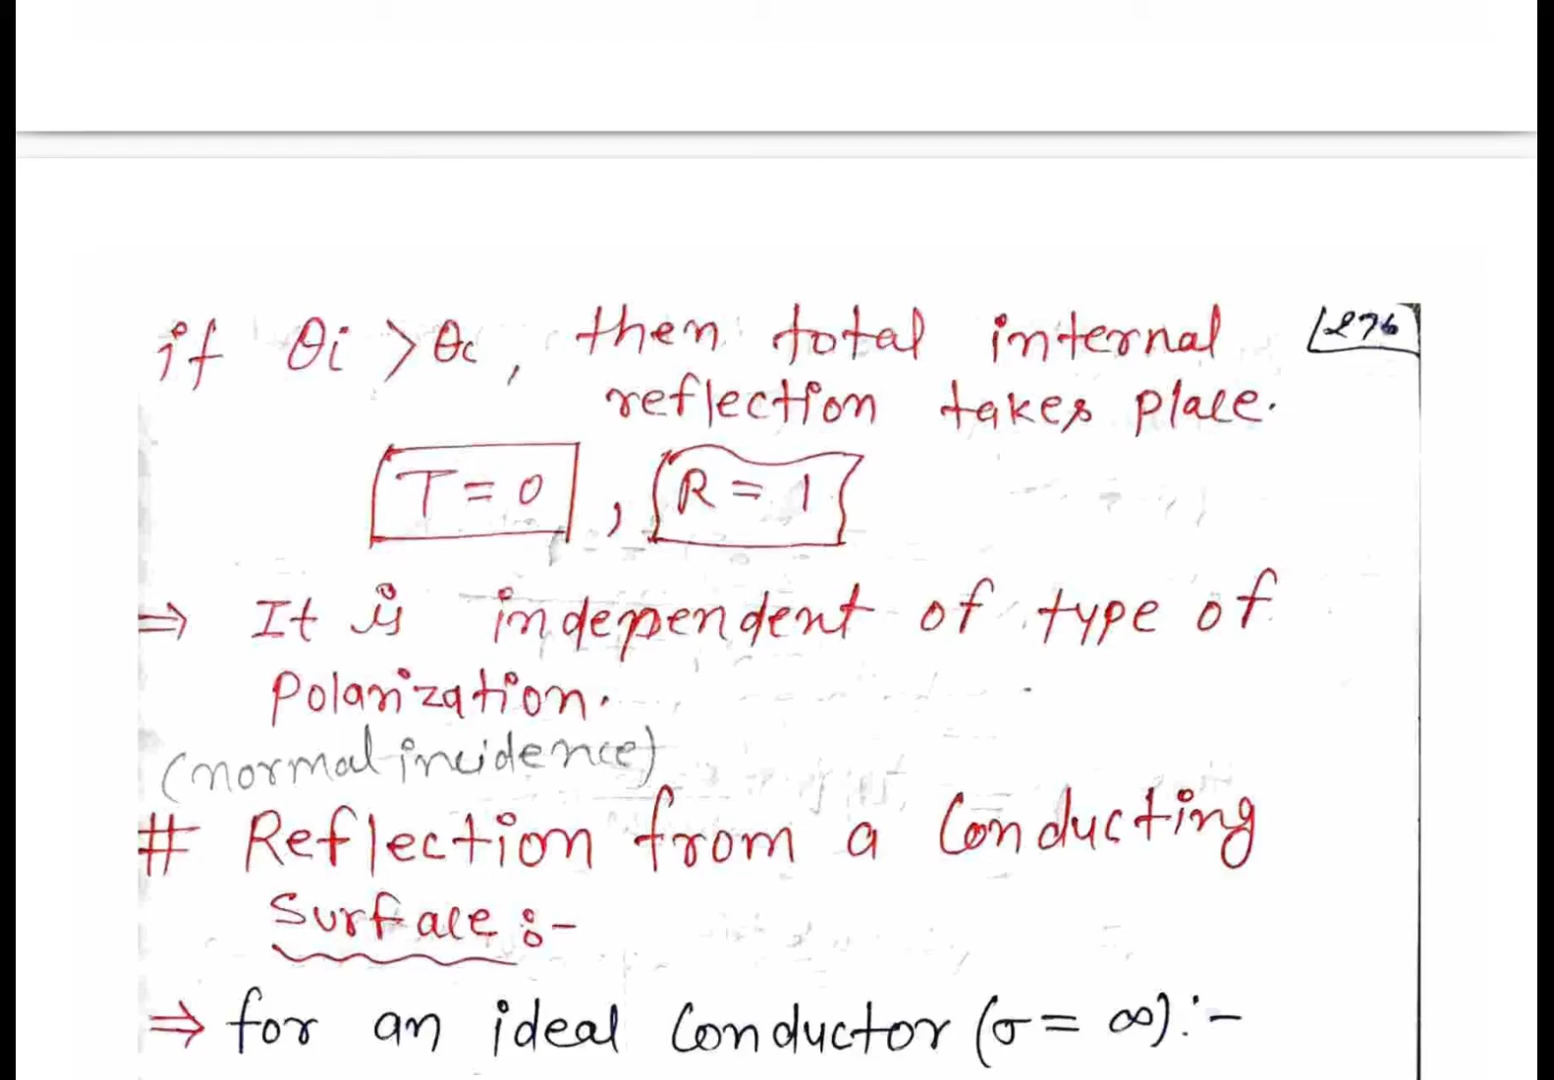 if θi > θc, then total internal 276
reflection takes place.
T = 0 , R = 1
⇒ It is independent of type of
Polarization.
(normal incidence)
# Reflection from a Conducting
Surface :-
⇒ for an ideal Conductor (σ = ∞) :-